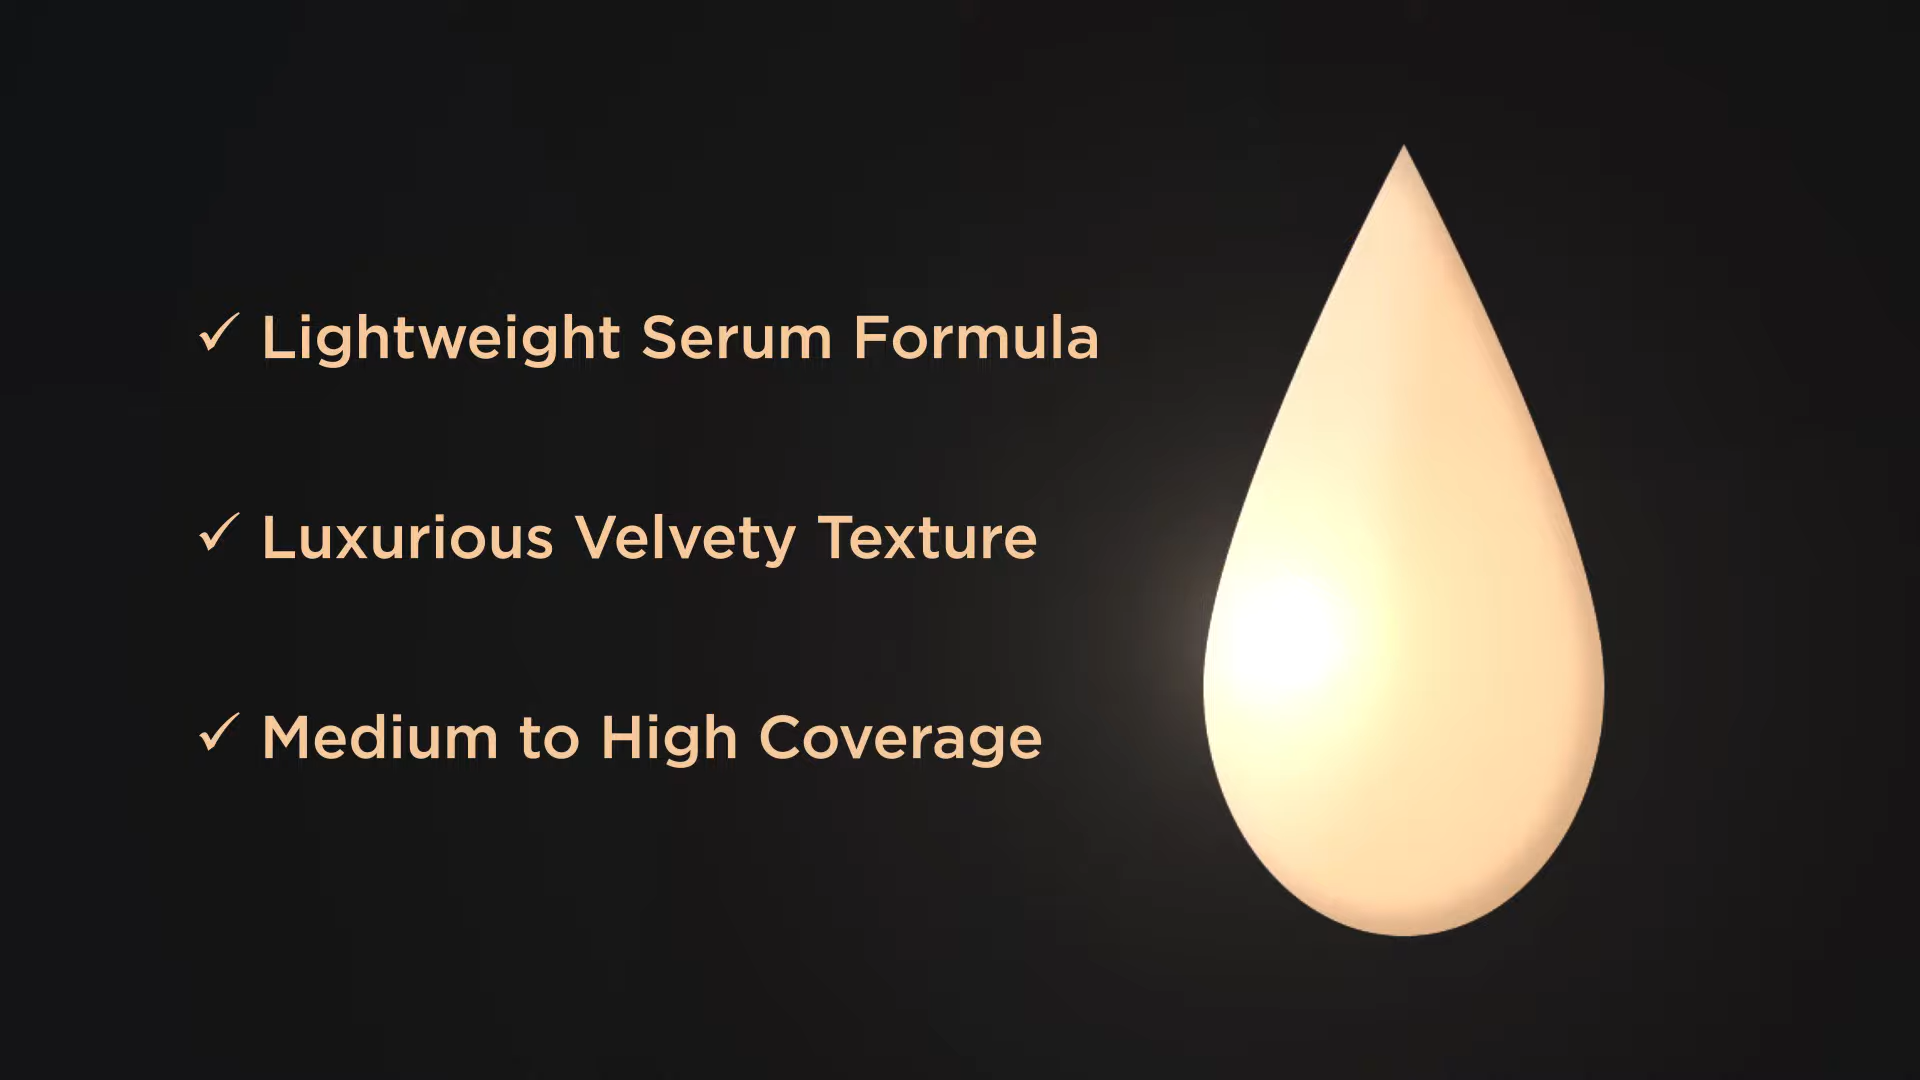 ✓ Lightweight Serum Formula
✓ Luxurious Velvety Texture
✓ Medium to High Coverage